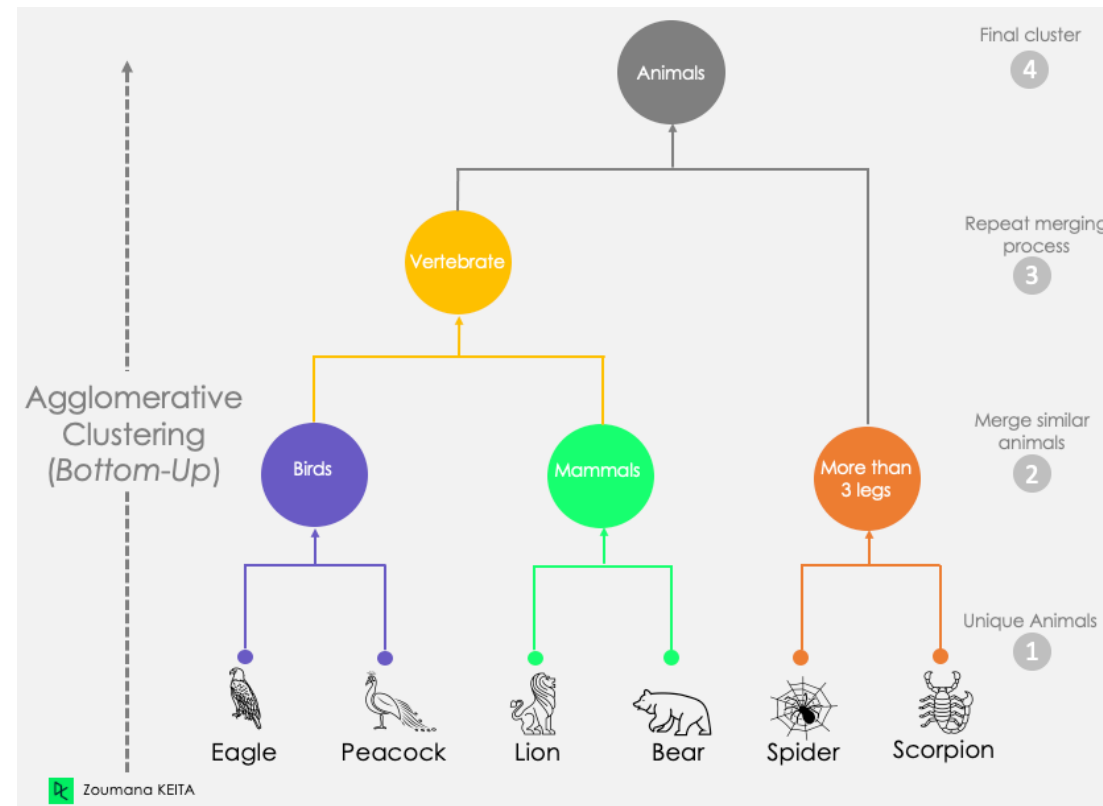 Final cluster
4
Animals
Repeat merging
process
3
Vertebrate
Agglomerative
Clustering
(Bottom-Up)
Merge similar
animals
2
Birds
Mammals
More than
3 legs
Unique Animals
1
Eagle
Peacock
Lion
Bear
Spider
Scorpion
DC Zoumana KEITA